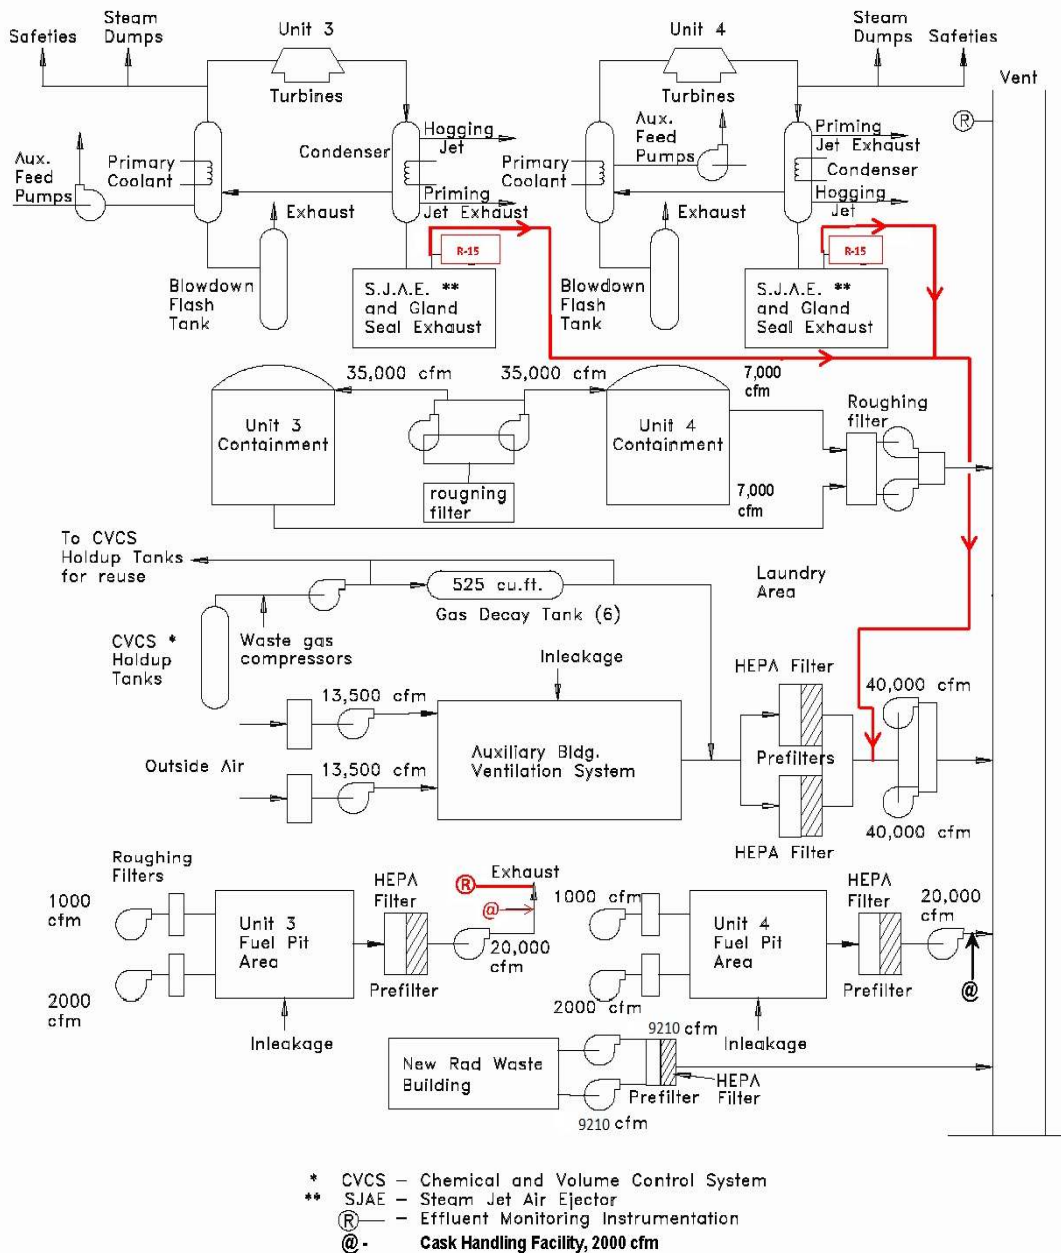 Steam
Dumps
Safeties
Unit 3
Turbines
Unit 4
Turbines
Steam
Dumps
Safeties
Vent
R
Aux.
Feed
Pumps
Primary
Coolant
Condenser
Hogging
Jet
Priming
Jet Exhaust
Exhaust
Blowdown
Flash
Tank
R-15
S.J.A.E. **
and Gland
Seal Exhaust
Aux.
Feed
Pumps
Primary
Coolant
Priming
Jet Exhaust
Condenser
Hogging
Jet
Exhaust
Blowdown
Flash
Tank
R-15
S.J.A.E. **
and Gland
Seal Exhaust
35,000 cfm
35,000 cfm
7,000
cfm
Unit 3
Containment
rougning
filter
Unit 4
Containment
7,000
cfm
Roughing
filter
To CVCS
Holdup Tanks
for reuse
525 cu.ft.
Gas Decay Tank (6)
Laundry
Area
CVCS *
Holdup
Tanks
Waste gas
compressors
Inleakage
HEPA Filter
13,500 cfm
40,000 cfm
Outside Air
Auxiliary Bldg.
Ventilation System
Prefilters
13,500 cfm
40,000 cfm
HEPA Filter
Roughing
Filters
1000
cfm
2000
cfm
Unit 3
Fuel Pit
Area
Inleakage
HEPA
Filter
Prefilter
R
Exhaust
@
20,000
cfm
1000
cfm
2000
cfm
Unit 4
Fuel Pit
Area
Inleakage
HEPA
Filter
Prefilter
20,000
cfm
@
New Rad Waste
Building
9210 cfm
9210 cfm
Prefilter
HEPA
Filter
* CVCS – Chemical and Volume Control System
** SJAE – Steam Jet Air Ejector
R – Effluent Monitoring Instrumentation
@ - Cask Handling Facility, 2000 cfm